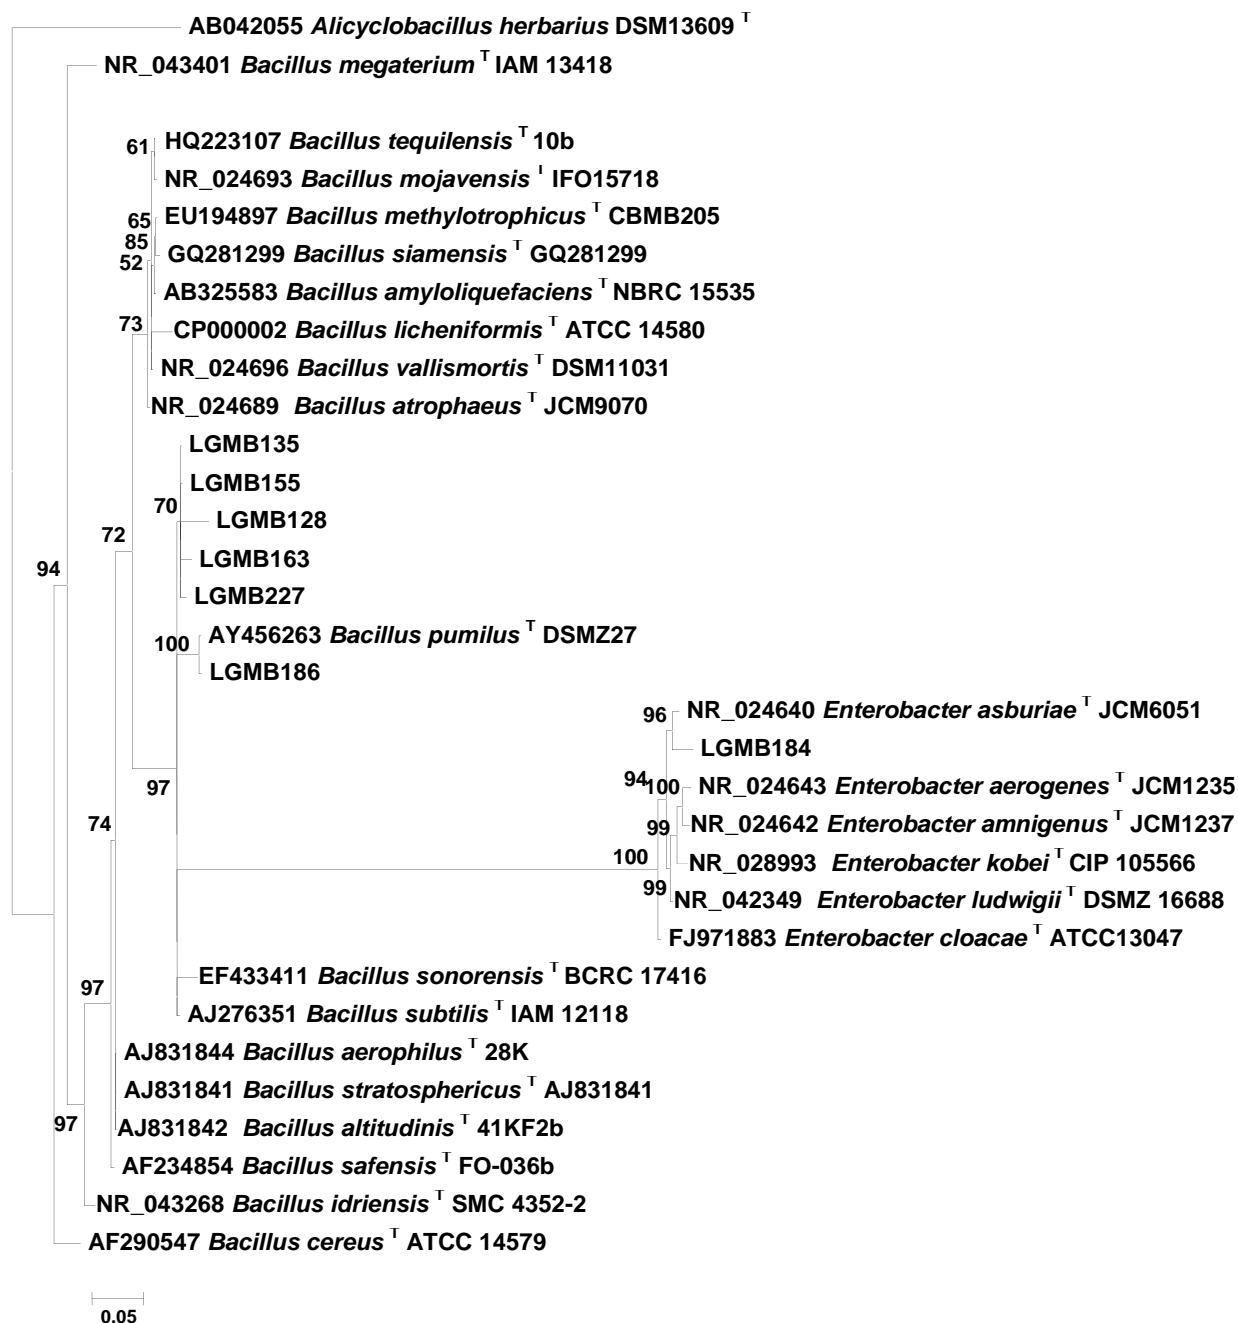 AB042055 Alicyclobacillus herbarius DSM13609 T
NR_043401 Bacillus megaterium T IAM 13418
HQ223107 Bacillus tequilensis T 10b
61
NR_024693 Bacillus mojavensis T IFO15718
EU194897 Bacillus methylotrophicus T CBMB205
65
85
GQ281299 Bacillus siamensis T GQ281299
52
AB325583 Bacillus amyloliquefaciens T NBRC 15535
73
CP000002 Bacillus licheniformis T ATCC 14580
NR_024696 Bacillus vallismortis T DSM11031
NR_024689 Bacillus atrophaeus T JCM9070
LGMB135
LGMB155
70
LGMB128
72
LGMB163
94
LGMB227
AY456263 Bacillus pumilus T DSMZ27
100
LGMB186
NR_024640 Enterobacter asburiae T JCM6051
96
LGMB184
94
100
NR_024643 Enterobacter aerogenes T JCM1235
97
74
NR_024642 Enterobacter amnigenus T JCM1237
99
100
NR_028993 Enterobacter kobei T CIP 105566
99
NR_042349 Enterobacter ludwigii T DSMZ 16688
FJ971883 Enterobacter cloacae T ATCC13047
EF433411 Bacillus sonorensis T BCRC 17416
97
AJ276351 Bacillus subtilis T IAM 12118
AJ831844 Bacillus aerophilus T 28K
AJ831841 Bacillus stratosphericus T AJ831841
97
AJ831842 Bacillus altitudinis T 41KF2b
AF234854 Bacillus safensis T FO-036b
NR_043268 Bacillus idriensis T SMC 4352-2
AF290547 Bacillus cereus T ATCC 14579
0.05